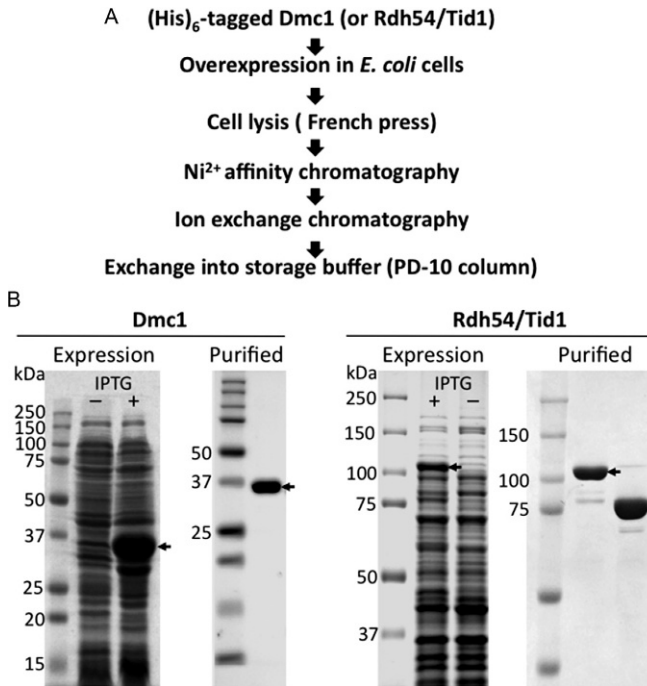 A
(His)6-tagged Dmc1 (or Rdh54/Tid1)
Overexpression in E. coli cells
Cell lysis ( French press)
Ni2+ affinity chromatography
Ion exchange chromatography
Exchange into storage buffer (PD-10 column)
B
Dmc1
Expression
Purified
kDa
IPTG
− +
250
150
100
75
50
37
25
20
15
50
37
25
Rdh54/Tid1
Expression
Purified
kDa
IPTG
+ −
250
150
100
75
50
37
150
100
75